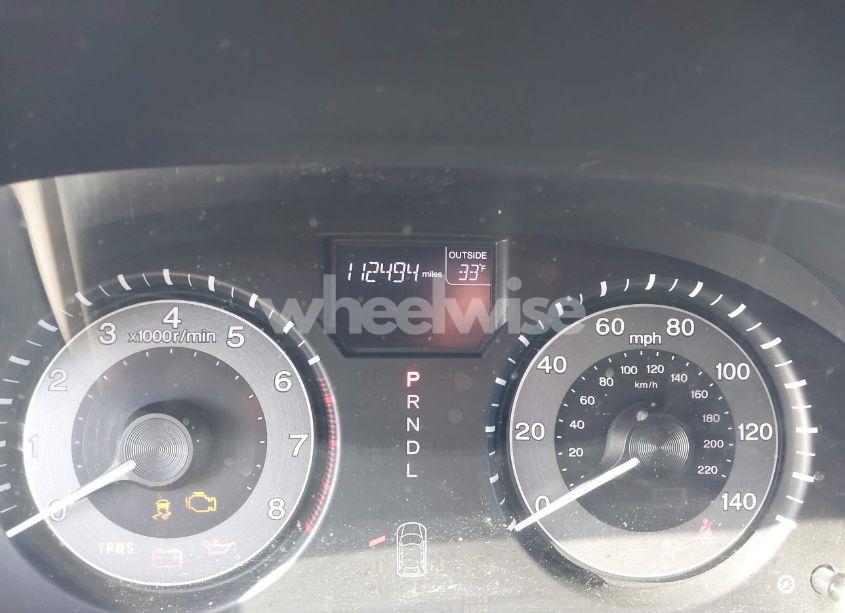 OUTSIDE
112494 miles
33°F
wheelwise
0 1 2 3 4 5 6 7 8
x1000r/min
TPMS
P
R
N
D
L
0 20 40 60 80 100 120 140
mph
20 40 60 80 100 120 140 160 180 200 220
km/h